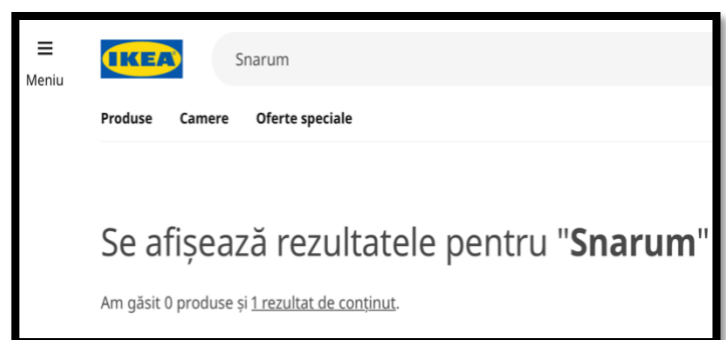 Meniu
IKEA
Snarum
Produse Camere Oferte speciale
Se afișează rezultatele pentru "Snarum"
Am găsit 0 produse și 1 rezultat de conținut.